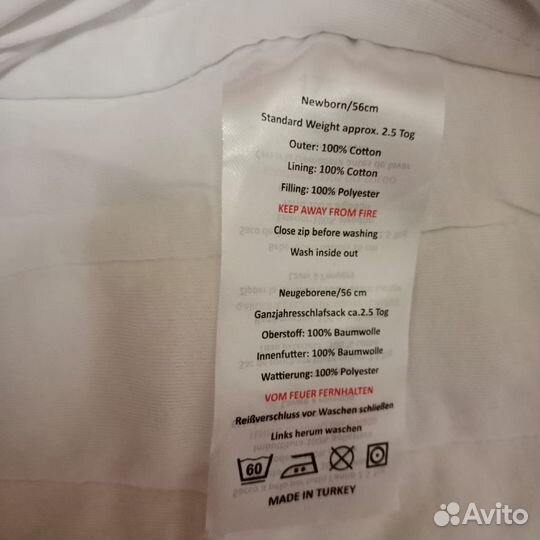 Newborn/56cm
Standard Weight approx. 2.5 Tog
Outer: 100% Cotton
Lining: 100% Cotton
Filling: 100% Polyester
KEEP AWAY FROM FIRE
Close zip before washing
Wash inside out
Neugeborene/56 cm
Ganzjahresschlafsack ca.2.5 Tog
Oberstoff: 100% Baumwolle
Innenfutter: 100% Baumwolle
Wattierung: 100% Polyester
VOM FEUER FERNHALTEN
Reißverschluss vor Waschen schließen
Links herum waschen
60
MADE IN TURKEY
Avito